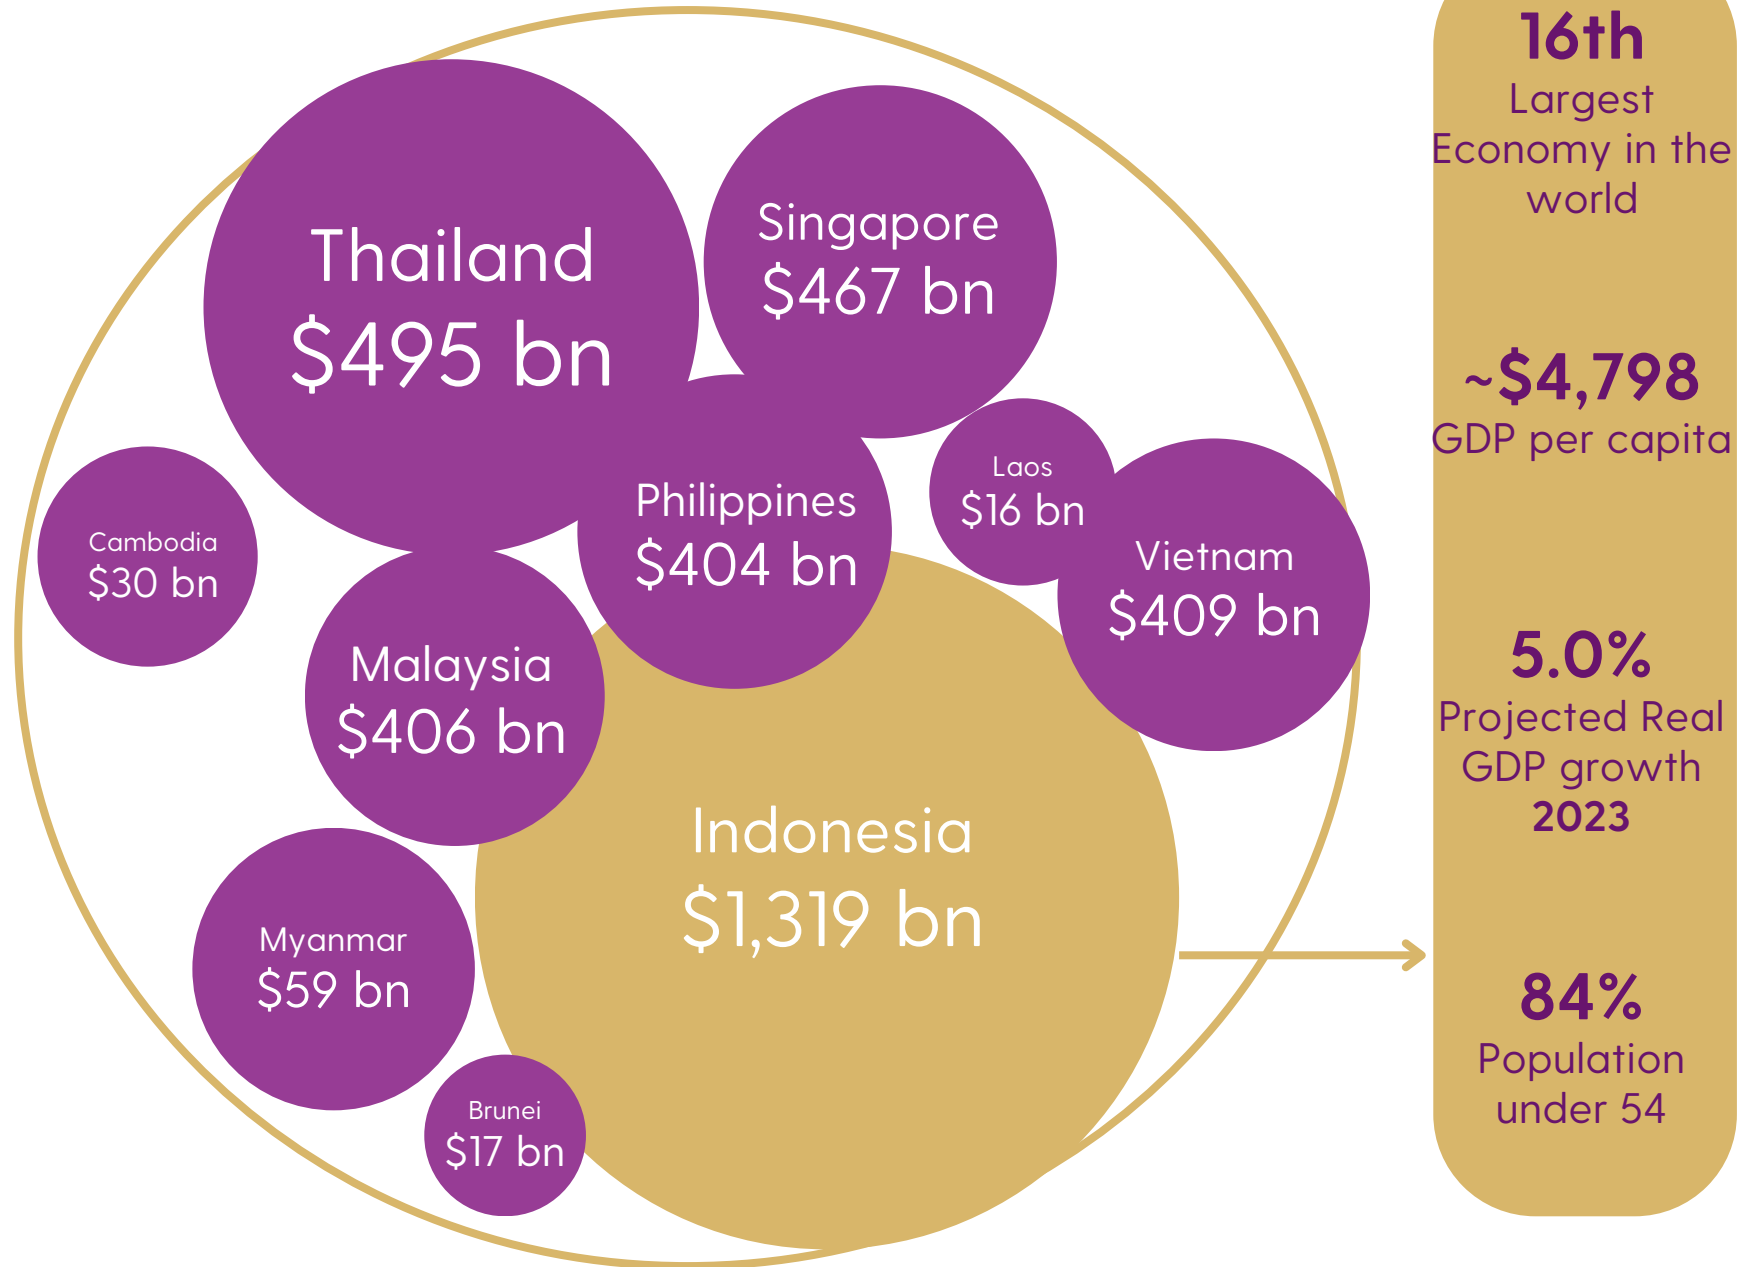 Thailand
$495 bn
Singapore
$467 bn
Philippines
$404 bn
Laos
$16 bn
Vietnam
$409 bn
Cambodia
$30 bn
Malaysia
$406 bn
Indonesia
$1,319 bn
Myanmar
$59 bn
Brunei
$17 bn
16th
Largest
Economy in the
world
~$4,798
GDP per capita
5.0%
Projected Real
GDP growth
2023
84%
Population
under 54